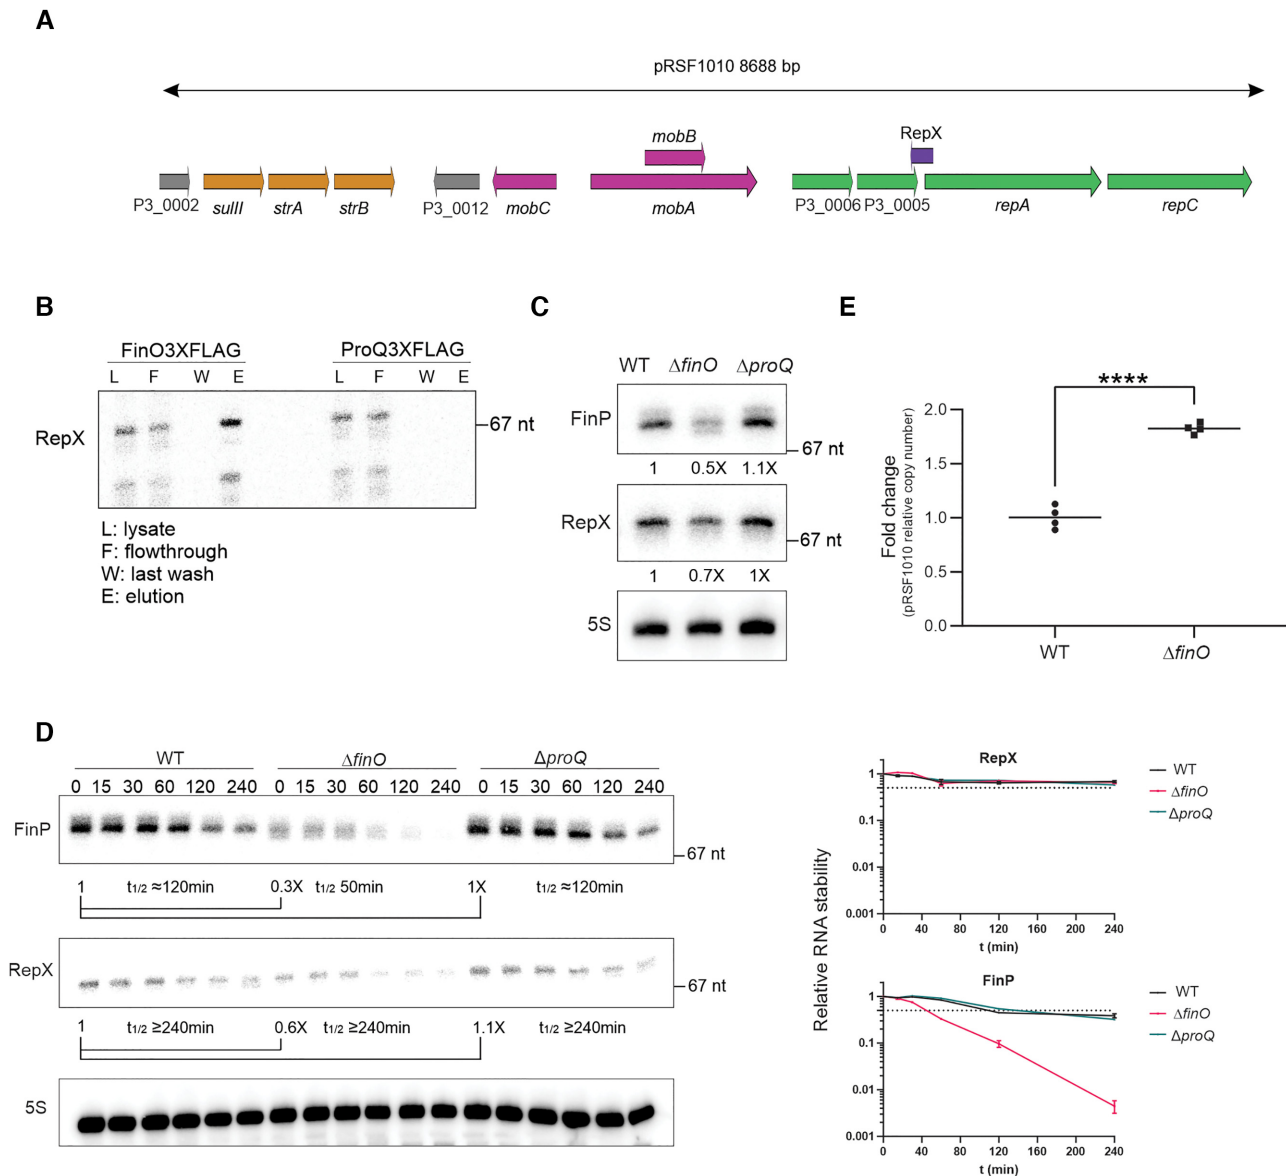 A
pRSF1010 8688 bp
mobB
RepX
P3_0002 sulII strA strB P3_0012 mobC mobA P3_0006 P3_0005 repA repC
B
FinO3XFLAG ProQ3XFLAG
L F W E L F W E
RepX
67 nt
L: lysate
F: flowthrough
W: last wash
E: elution
C
WT ΔfinO ΔproQ
FinP
67 nt
1 0.5X 1.1X
RepX
67 nt
1 0.7X 1X
5S
E
****
Fold change
(pRSF1010 relative copy number)
2.0
1.5
1.0
0.5
0.0
WT ΔfinO
D
WT ΔfinO ΔproQ
0 15 30 60 120 240 0 15 30 60 120 240 0 15 30 60 120 240
FinP
67 nt
1 t1/2 ≈120min 0.3X t1/2 50min 1X t1/2 ≈120min
RepX
67 nt
1 t1/2 ≥240min 0.6X t1/2 ≥240min 1.1X t1/2 ≥240min
5S
Relative RNA stability
RepX
1
0.1
0.01
0.001
0 40 80 120 160 200 240
t (min)
WT
ΔfinO
ΔproQ
FinP
1
0.1
0.01
0.001
0 40 80 120 160 200 240
t (min)
WT
ΔfinO
ΔproQ